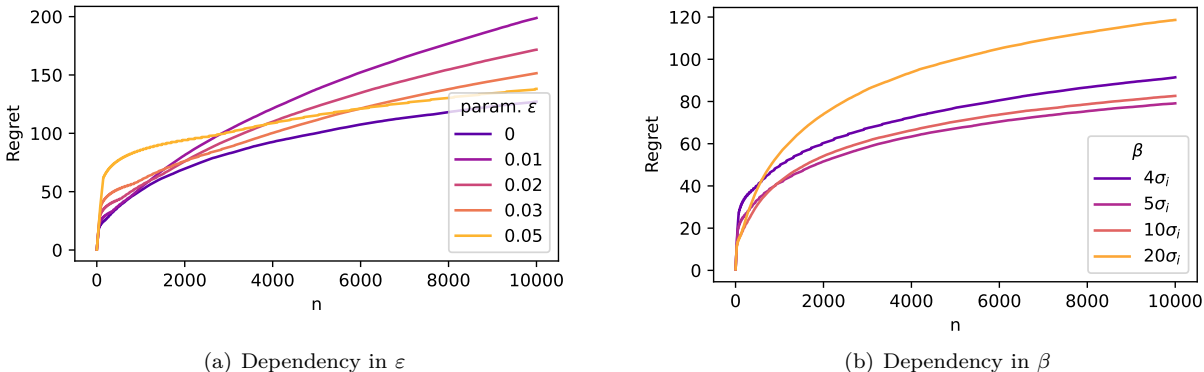 200
150
100
50
0
Regret
0 2000 4000 6000 8000 10000
n
param. ε
0
0.01
0.02
0.03
0.05
(a) Dependency in ε
120
100
80
60
40
20
0
Regret
0 2000 4000 6000 8000 10000
n
β
4σᵢ
5σᵢ
10σᵢ
20σᵢ
(b) Dependency in β